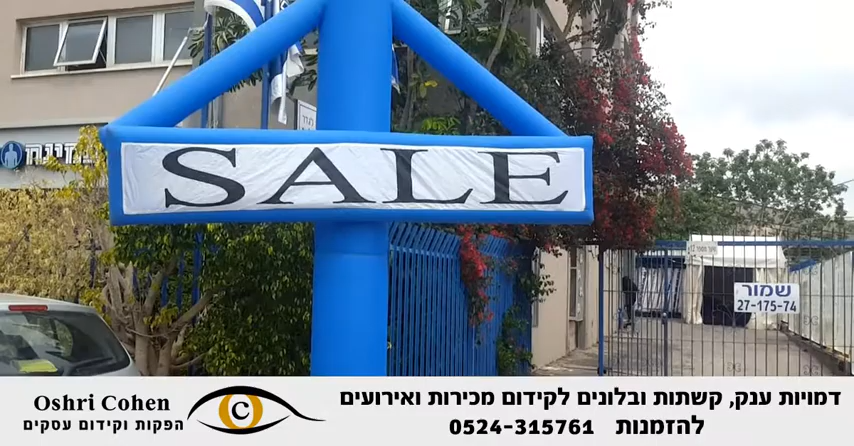 SALE
שמור
27-175-74
Oshri Cohen
הפקות וקידום עסקים
C
דמויות ענק, קשתות ובלונים לקידום מכירות ואירועים
להזמנות 0524-315761